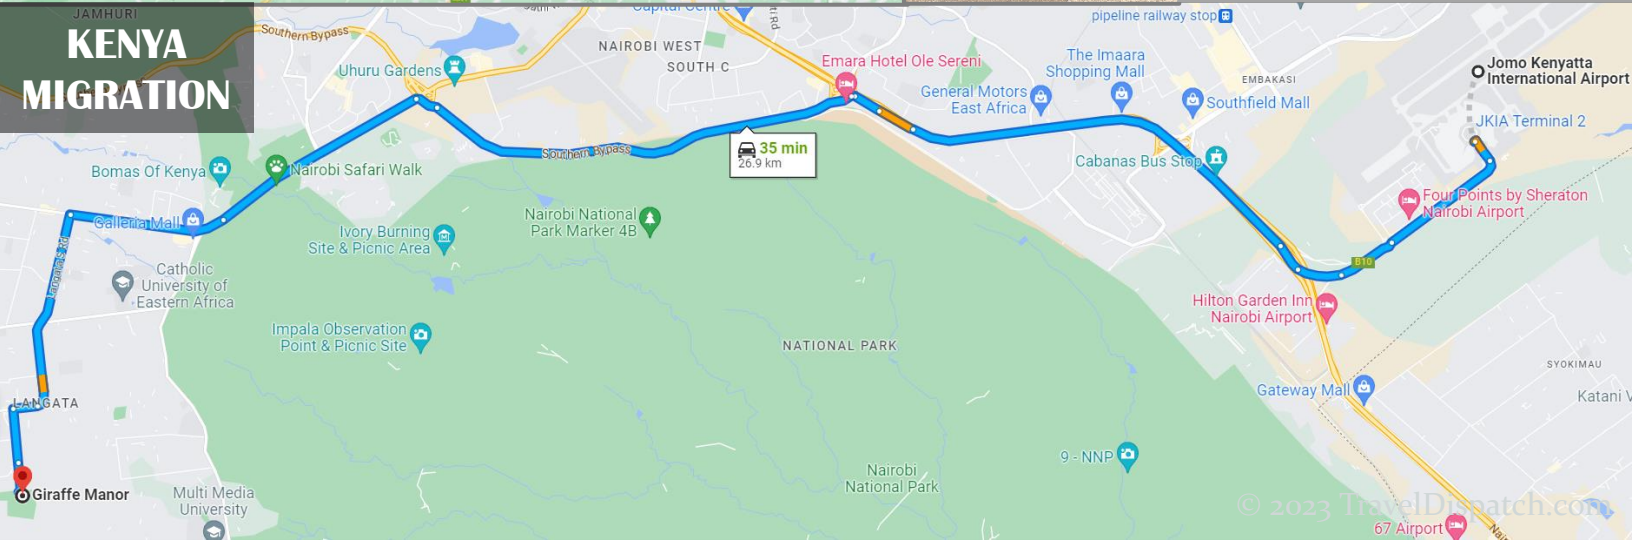 JAMHURI
KENYA
MIGRATION
Southern Bypass
Uhuru Gardens
NAIROBI WEST
SOUTH C
Capital Centre
pipeline railway stop
Emara Hotel Ole Sereni
The Imaara
Shopping Mall
General Motors
East Africa
EMBAKASI
Southfield Mall
Jomo Kenyatta
International Airport
JKIA Terminal 2
Southern Bypass
35 min
26.9 km
Cabanas Bus Stop
Bomas Of Kenya
Nairobi Safari Walk
Galleria Mall
Four Points by Sheraton
Nairobi Airport
Nairobi National
Park Marker 4B
Ivory Burning
Site & Picnic Area
Langata S Rd
Catholic
University of
Eastern Africa
B10
Hilton Garden Inn
Nairobi Airport
Impala Observation
Point & Picnic Site
NATIONAL PARK
SYOKIMAU
Gateway Mall
Katani
LANGATA
9 - NNP
Nairobi
National Park
Giraffe Manor
Multi Media
University
© 2023 TravelDispatch.com
67 Airport